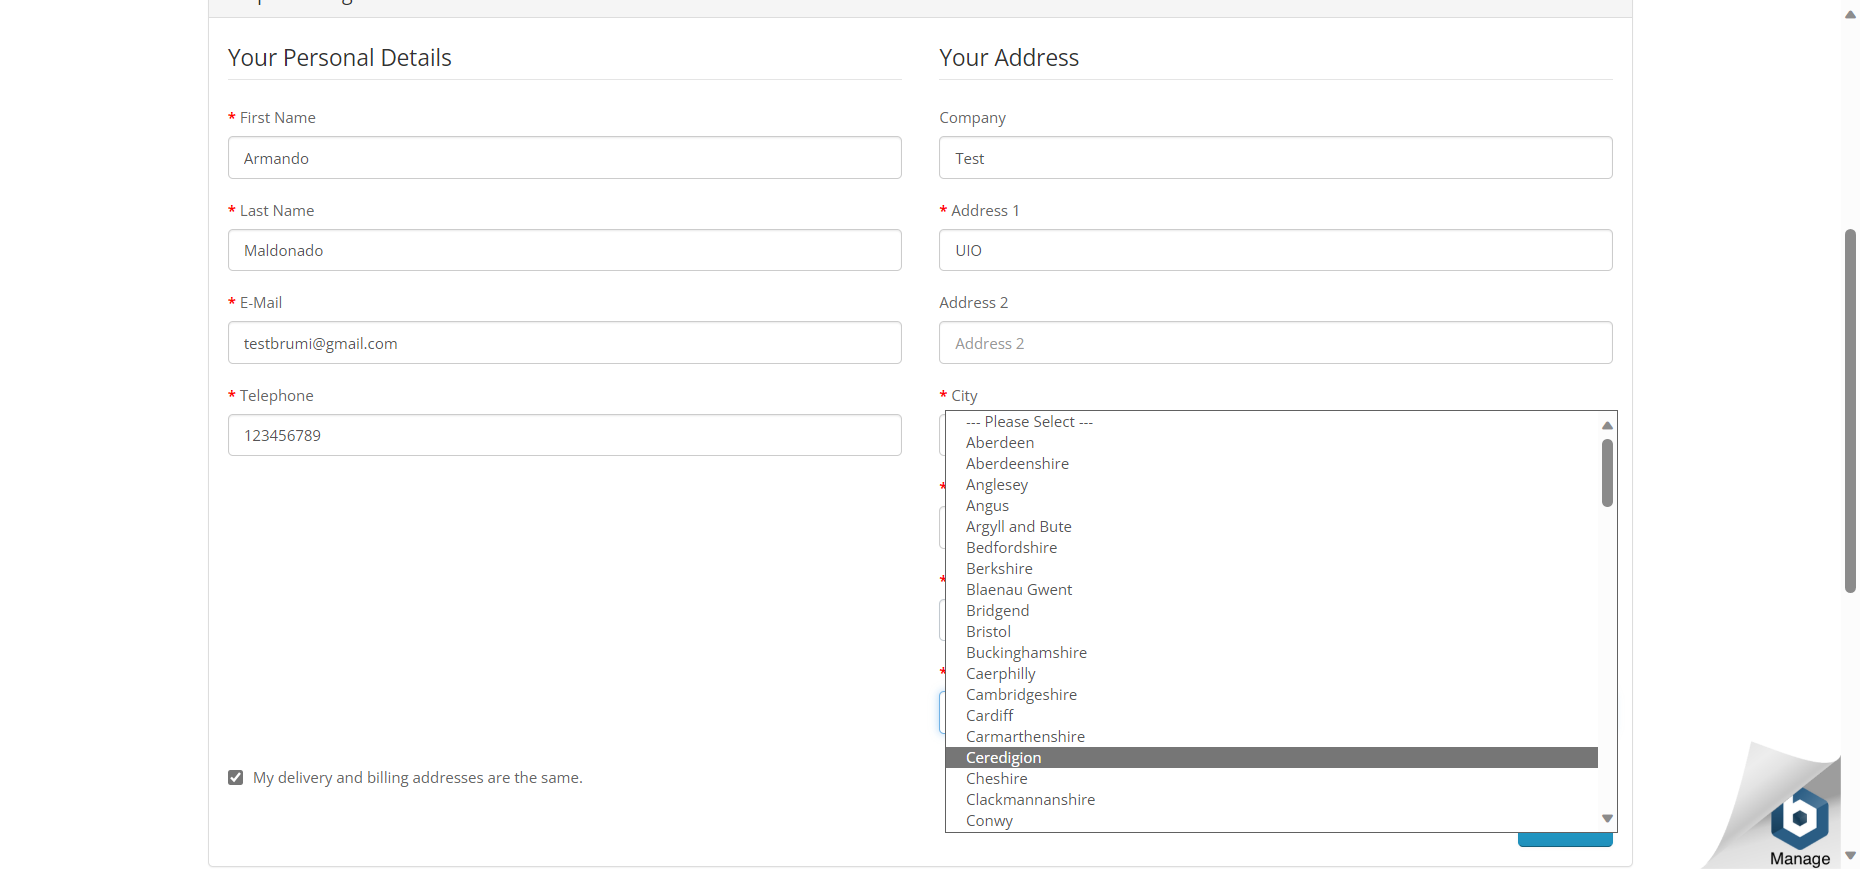 Your Personal Details
* First Name
Armando
* Last Name
Maldonado
* E-Mail
testbrumi@gmail.com
* Telephone
123456789
Your Address
Company
Test
* Address 1
UIO
Address 2
Address 2
* City
*
*
*
--- Please Select ---
Aberdeen
Aberdeenshire
Anglesey
Angus
Argyll and Bute
Bedfordshire
Berkshire
Blaenau Gwent
Bridgend
Bristol
Buckinghamshire
Caerphilly
Cambridgeshire
Cardiff
Carmarthenshire
Ceredigion
Cheshire
Clackmannanshire
Conwy
My delivery and billing addresses are the same.
Manage